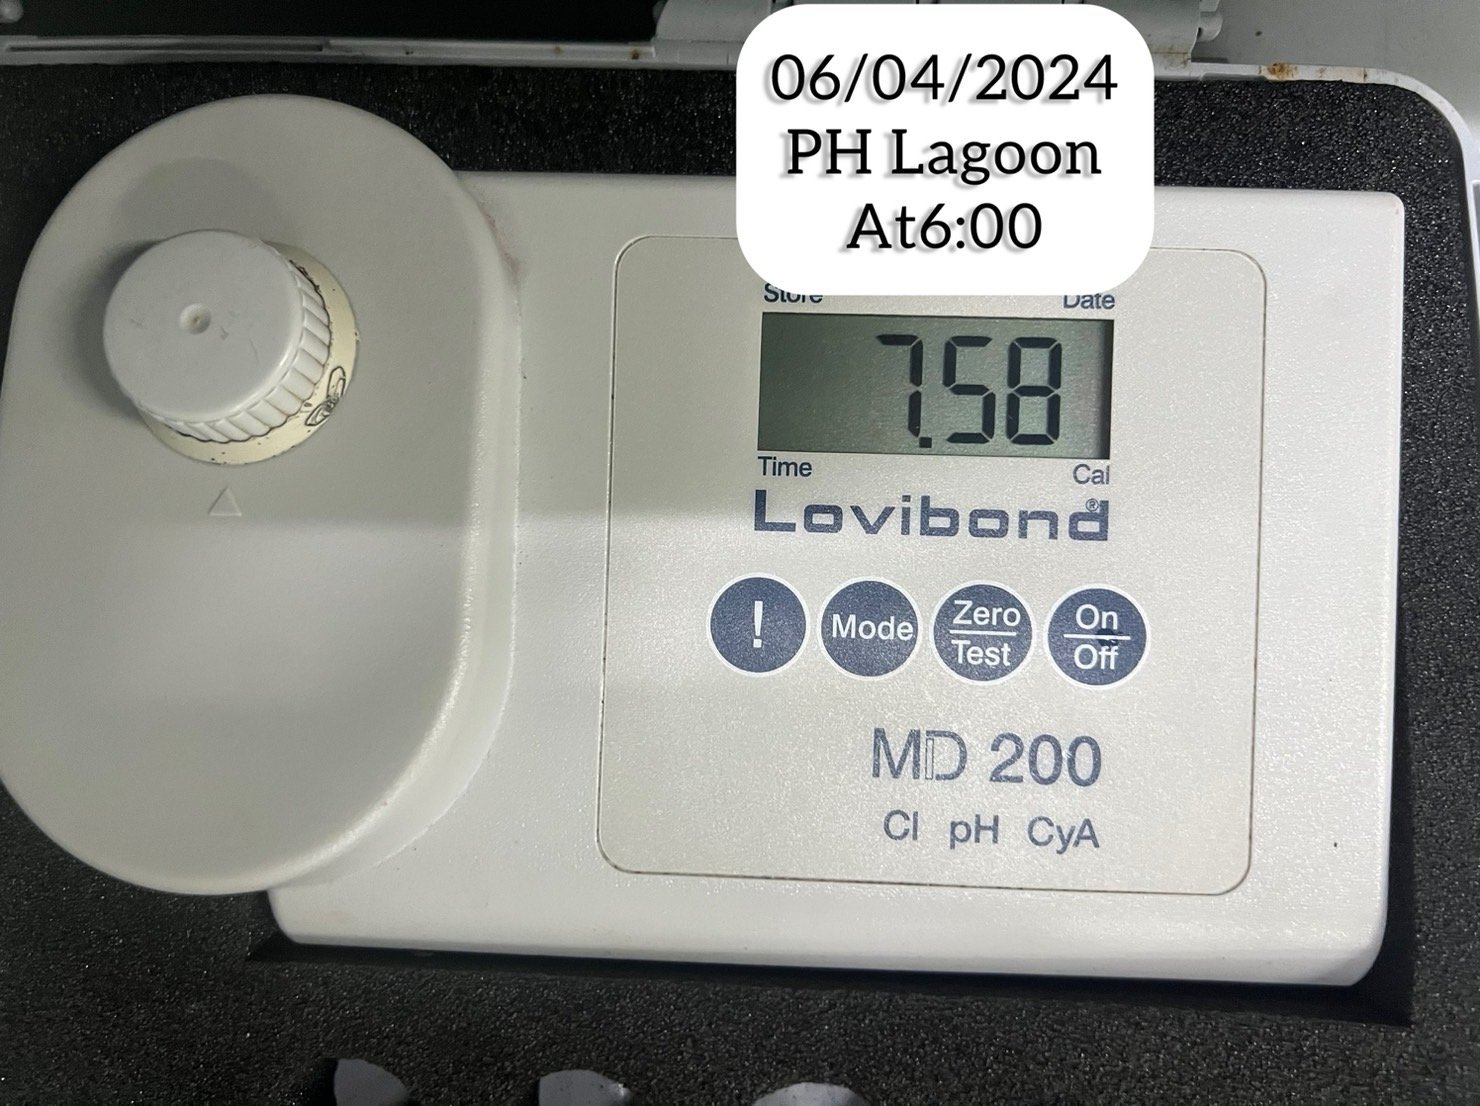 06/04/2024
PH Lagoon
At6:00
Store Date
7.58
Time Cal
Lovibond®
! Mode Zero On
Test Off
MD 200
Cl pH CyA